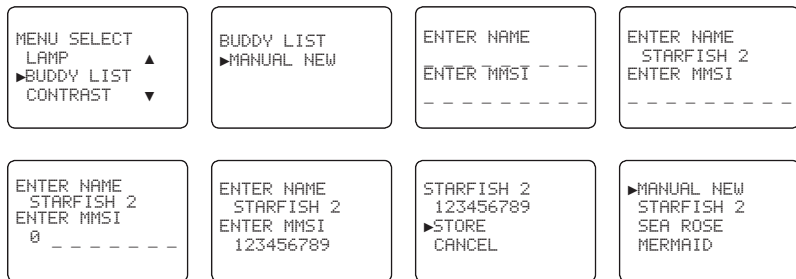 MENU SELECT
LAMP ▲
►BUDDY LIST
CONTRAST ▼
BUDDY LIST
►MANUAL NEW
ENTER NAME
_ _ _ _ _ _ _ _ _
ENTER MMSI
_ _ _ _ _ _ _ _ _
ENTER NAME
STARFISH 2
ENTER MMSI
_ _ _ _ _ _ _ _ _
ENTER NAME
STARFISH 2
ENTER MMSI
0 _ _ _ _ _ _ _
ENTER NAME
STARFISH 2
ENTER MMSI
123456789
STARFISH 2
123456789
►STORE
CANCEL
►MANUAL NEW
STARFISH 2
SEA ROSE
MERMAID